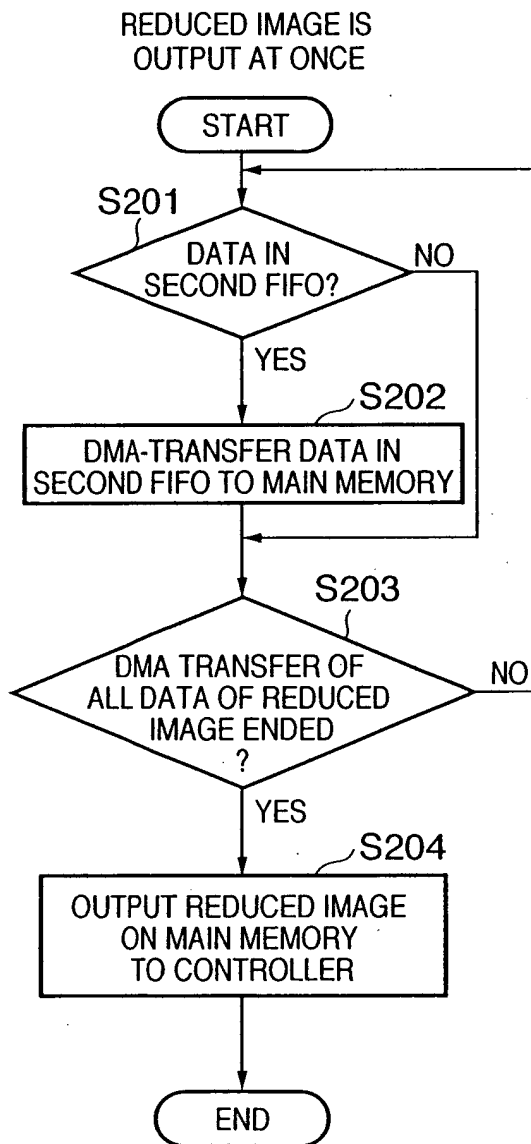 REDUCED IMAGE IS
OUTPUT AT ONCE
START
S201
DATA IN
SECOND FIFO?
NO
YES
S202
DMA-TRANSFER DATA IN
SECOND FIFO TO MAIN MEMORY
S203
DMA TRANSFER OF
ALL DATA OF REDUCED
IMAGE ENDED
?
NO
YES
S204
OUTPUT REDUCED IMAGE
ON MAIN MEMORY
TO CONTROLLER
END